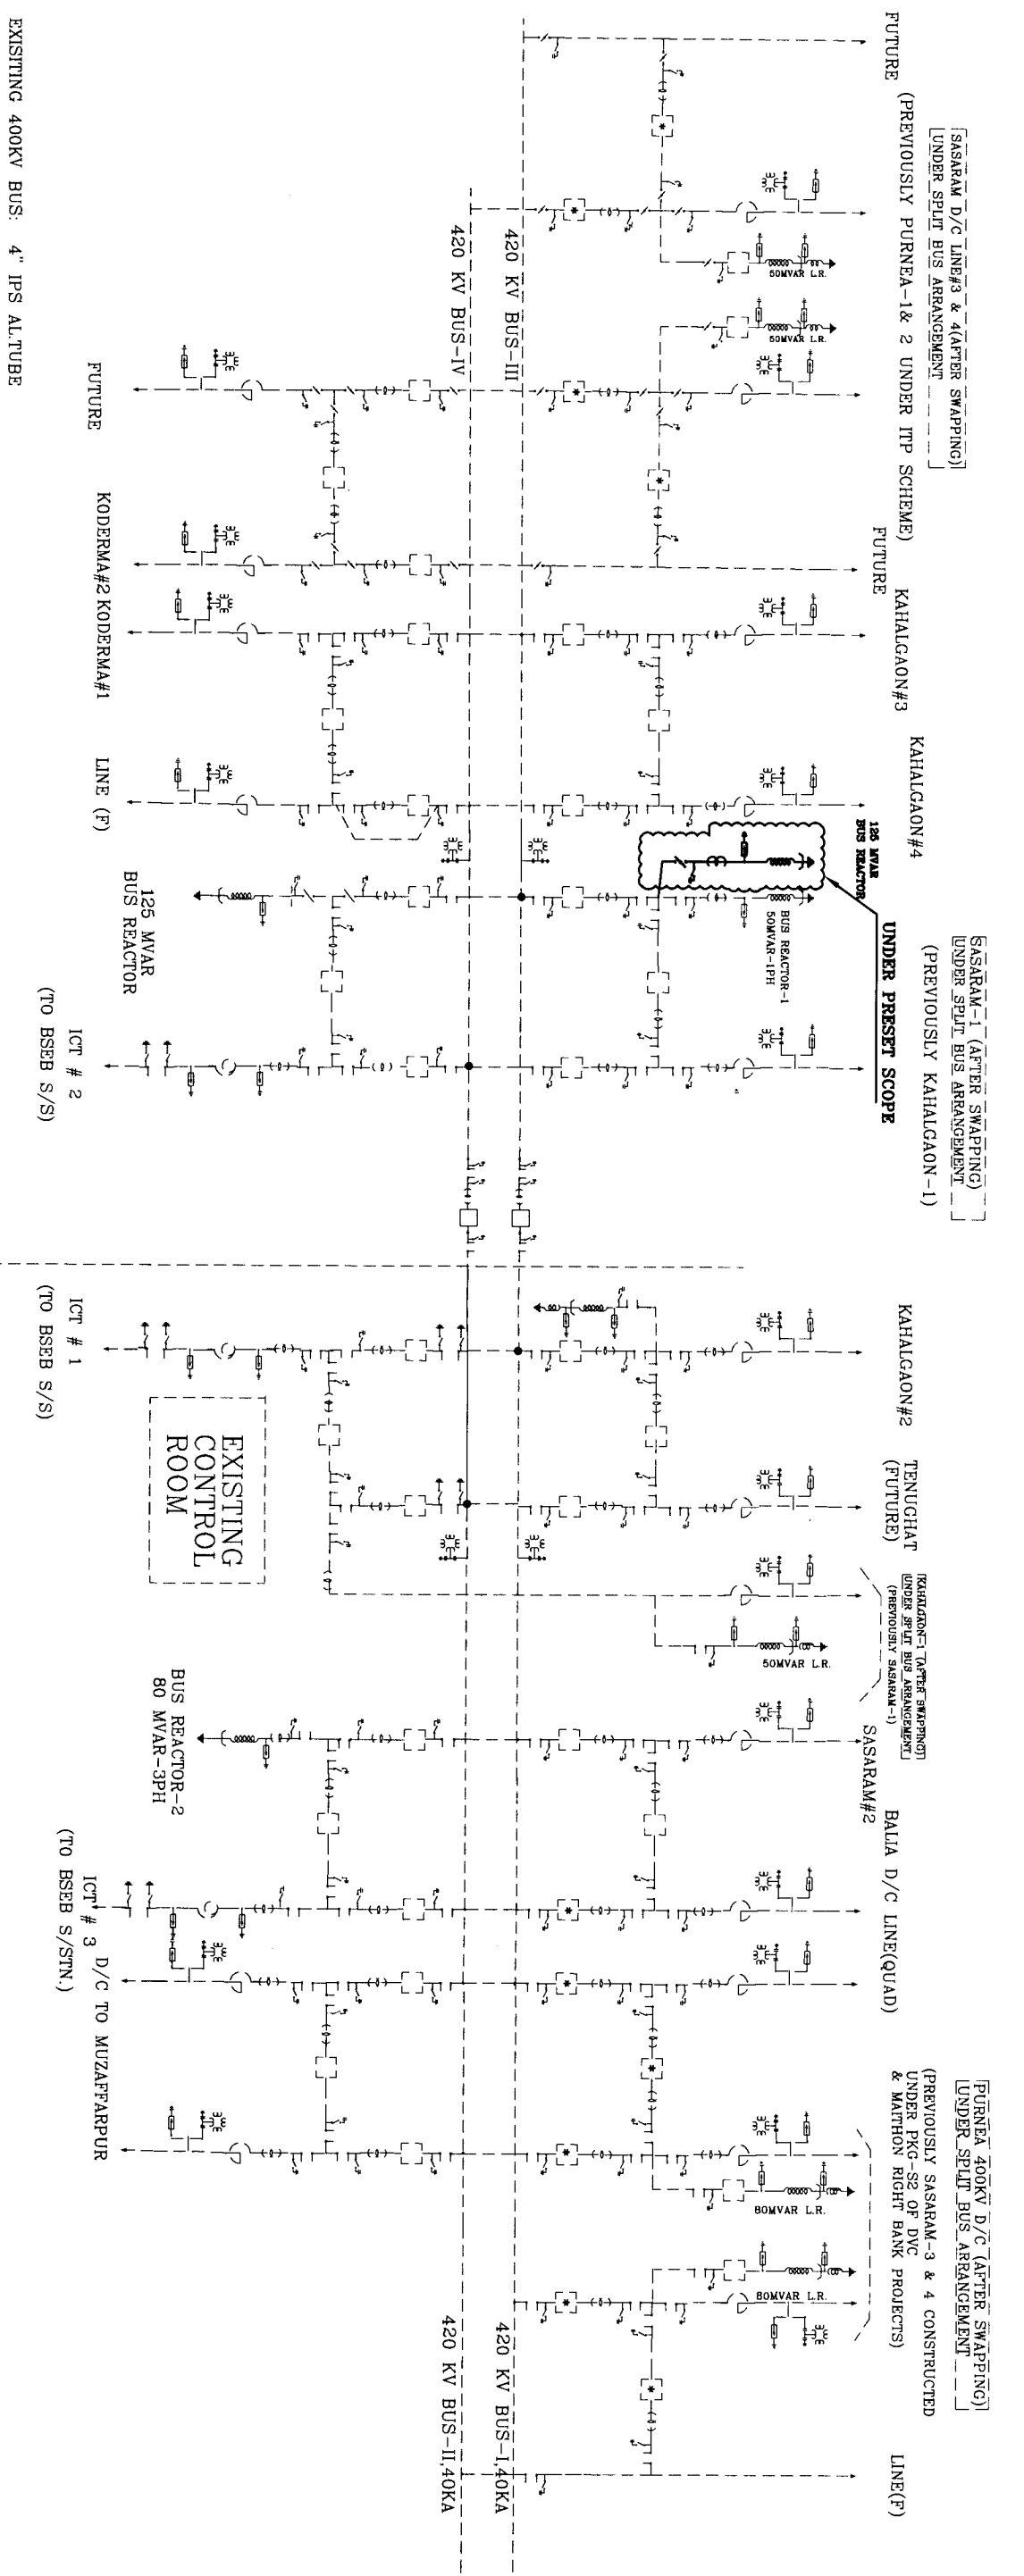 FUTURE
[SASARAM D/C LINE#3 & 4(AFTER SWAPPING)]
UNDER SPLIT BUS ARRANGEMENT
(PREVIOUSLY PURNEA-1& 2 UNDER ITP SCHEME)
FUTURE
KAHALGAON#3
KAHALGAON#4
125 MVAR
BUS REACTOR
UNDER PRESET SCOPE
SASARAM-1 (AFTER SWAPPING)
UNDER SPLIT BUS ARRANGEMENT
(PREVIOUSLY KAHALGAON-1)
KAHALGAON#2
TENUGHAT
(FUTURE)
KAHALGAON-1 (AFTER SWAPPING)
UNDER SPLIT BUS ARRANGEMENT
(PREVIOUSLY SASARAM-1)
SASARAM#2
BALIA D/C LINE(QUAD)
PURNEA 400KV D/C (AFTER SWAPPING)
UNDER SPLIT BUS ARRANGEMENT
(PREVIOUSLY SASARAM-3 & 4 CONSTRUCTED
UNDER PKG-S2 OF DVC
& MAITHON RIGHT BANK PROJECTS)
LINE(F)
50MVAR L.R.
50MVAR L.R.
BUS REACTOR-1
50MVAR-1PH
50MVAR L.R.
80MVAR L.R.
80MVAR L.R.
420 KV BUS-III
420 KV BUS-IV
420 KV BUS-I,40KA
420 KV BUS-II,40KA
FUTURE
KODERMA#2
KODERMA#1
LINE (F)
125 MVAR
BUS REACTOR
ICT # 2
(TO BSEB S/S)
ICT # 1
(TO BSEB S/S)
EXISTING
CONTROL
ROOM
BUS REACTOR-2
80 MVAR-3PH
ICT # 3
(TO BSEB S/STN.)
D/C TO MUZAFFARPUR
EXISITING 400KV BUS: 4" IPS AL.TUBE